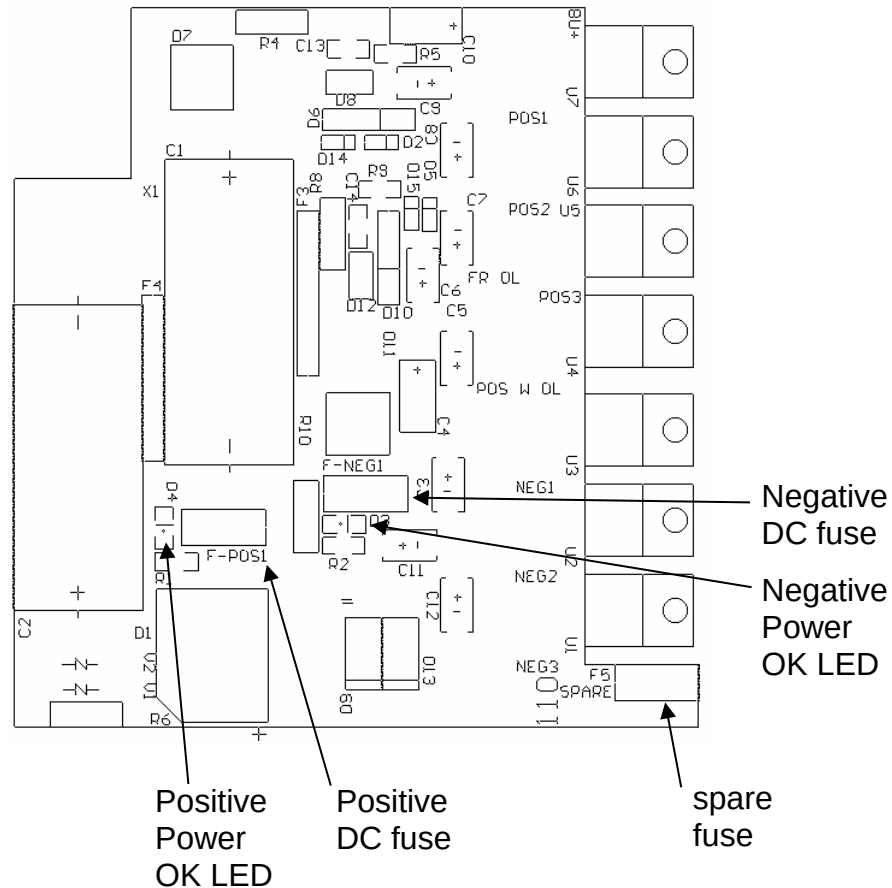 8U+
D7
R4
C13
R5
C10
U8
C9
U7
D6
POS1
C8
D14
D2
C1
D5
R9
D15
X1
F3
R8
C14
U6
C7
POS2
U5
FR OL
F4
C6
POS3
D12
D10
C5
D11
U4
POS W OL
R10
C4
F-NEG1
U3
D4
C3
NEG1
Negative
DC fuse
D3
F-POS1
R2
C11
U2
NEG2
Negative
Power
OK LED
C12
C2
D1
U1
V2
V1
D13
NEG3
F5
SPARE
R6
D9
110
Positive
Power
OK LED
Positive
DC fuse
spare
fuse